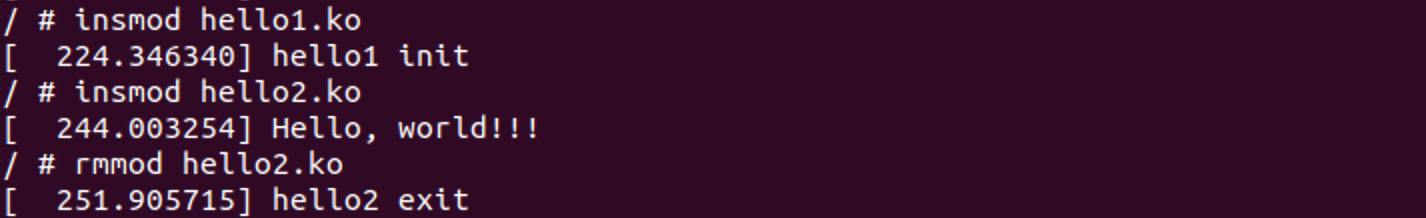 / # insmod hello1.ko
[  224.346340] hello1 init
/ # insmod hello2.ko
[  244.003254] Hello, world!!!
/ # rmmod hello2.ko
[  251.905715] hello2 exit